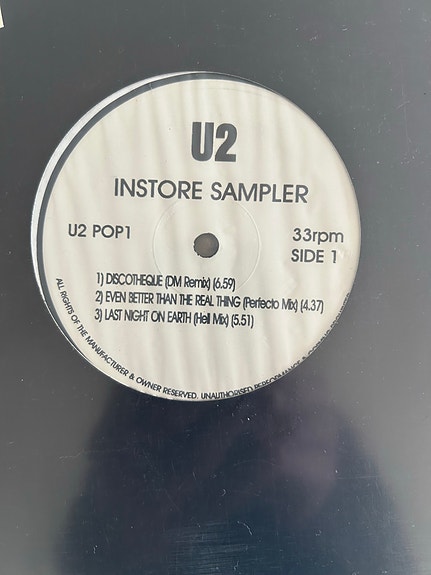 U2
INSTORE SAMPLER
U2 POP1
33rpm
SIDE 1
1) DISCOTHEQUE (DM Remix) (6.59)
2) EVEN BETTER THAN THE REAL THING (Perfecto Mix) (4.37)
3) LAST NIGHT ON EARTH (Hell Mix) (5.51)
ALL RIGHTS OF THE MANUFACTURER & OWNER RESERVED. UNAUTHORISED PERFORMANCE &